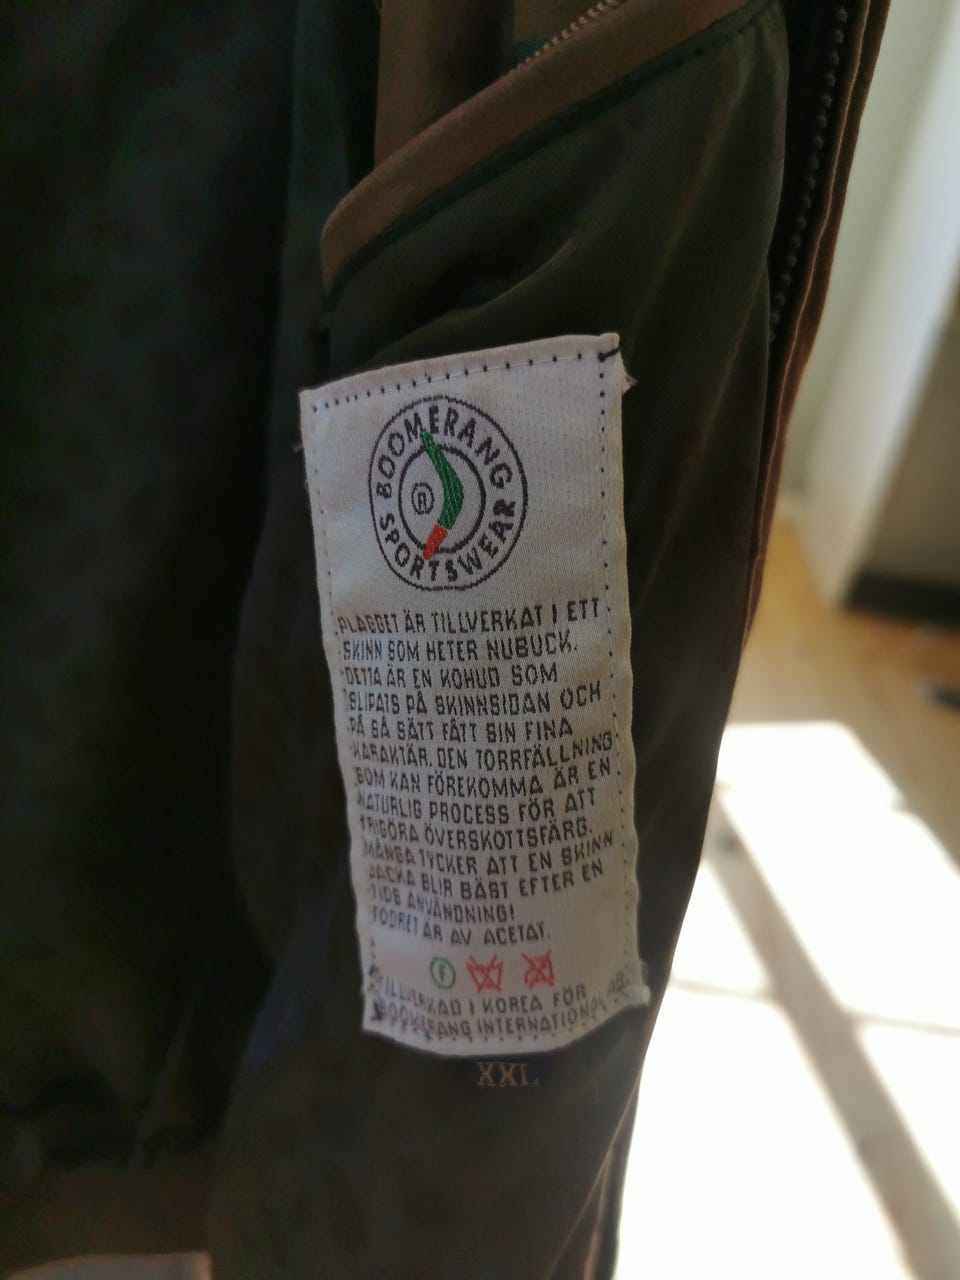 BOOMERANG
SPORTSWEAR
®
PLAGGET ÄR TILLVERKAT I ETT
SKINN SOM HETER NUBUCK.
DETTA ÄR EN KOHUD SOM
SLIPATS PÅ SKINNSIDAN OCH
PÅ SÅ SÄTT FÅTT SIN FINA
KARAKTÄR. DEN TORRFÄLLNING
SOM KAN FÖREKOMMA ÄR EN
NATURLIG PROCESS FÖR ATT
FRIGÖRA ÖVERSKOTTSFÄRG.
MÅNGA TYCKER ATT EN SKINN
JACKA BLIR BÄST EFTER EN
TIDS ANVÄNDNING!
FODRET ÄR AV ACETAT.
F
TILLVERKAD I KOREA FÖR
BOOMERANG INTERNATIONAL AB.
XXL